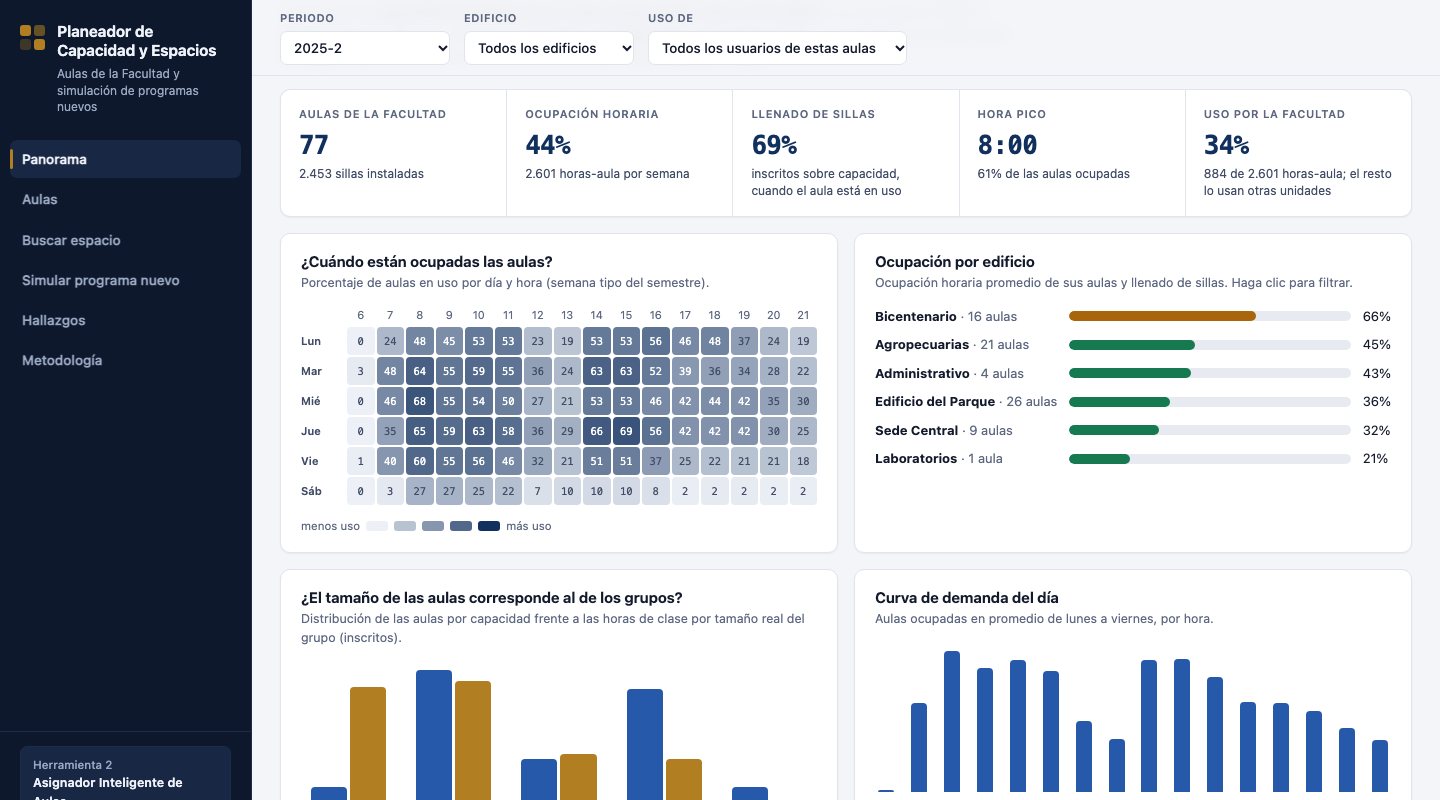 Planeador de
Capacidad y Espacios
Aulas de la Facultad y
simulación de programas
nuevos
Panorama
Aulas
Buscar espacio
Simular programa nuevo
Hallazgos
Metodología
Herramienta 2
Asignador Inteligente de
PERIODO EDIFICIO USO DE
2025-2 Todos los edificios Todos los usuarios de estas aulas
AULAS DE LA FACULTAD
77
2.453 sillas instaladas
OCUPACIÓN HORARIA
44%
2.601 horas-aula por semana
LLENADO DE SILLAS
69%
inscritos sobre capacidad,
cuando el aula está en uso
HORA PICO
8:00
61% de las aulas ocupadas
USO POR LA FACULTAD
34%
884 de 2.601 horas-aula; el resto
lo usan otras unidades
¿Cuándo están ocupadas las aulas?
Porcentaje de aulas en uso por día y hora (semana tipo del semestre).
6 7 8 9 10 11 12 13 14 15 16 17 18 19 20 21
Lun 0 24 48 45 53 53 23 19 53 53 56 46 48 37 24 19
Mar 3 48 64 55 59 55 36 24 63 63 52 39 36 34 28 22
Mié 0 46 68 55 54 50 27 21 53 53 46 42 44 42 35 30
Jue 0 35 65 59 63 58 36 29 66 69 56 42 42 42 30 25
Vie 1 40 60 55 56 46 32 21 51 51 37 25 22 21 21 18
Sáb 0 3 27 27 25 22 7 10 10 10 8 2 2 2 2 2
menos uso más uso
Ocupación por edificio
Ocupación horaria promedio de sus aulas y llenado de sillas. Haga clic para filtrar.
Bicentenario · 16 aulas 66%
Agropecuarias · 21 aulas 45%
Administrativo · 4 aulas 43%
Edificio del Parque · 26 aulas 36%
Sede Central · 9 aulas 32%
Laboratorios · 1 aula 21%
¿El tamaño de las aulas corresponde al de los grupos?
Distribución de las aulas por capacidad frente a las horas de clase por tamaño real del
grupo (inscritos).
Curva de demanda del día
Aulas ocupadas en promedio de lunes a viernes, por hora.